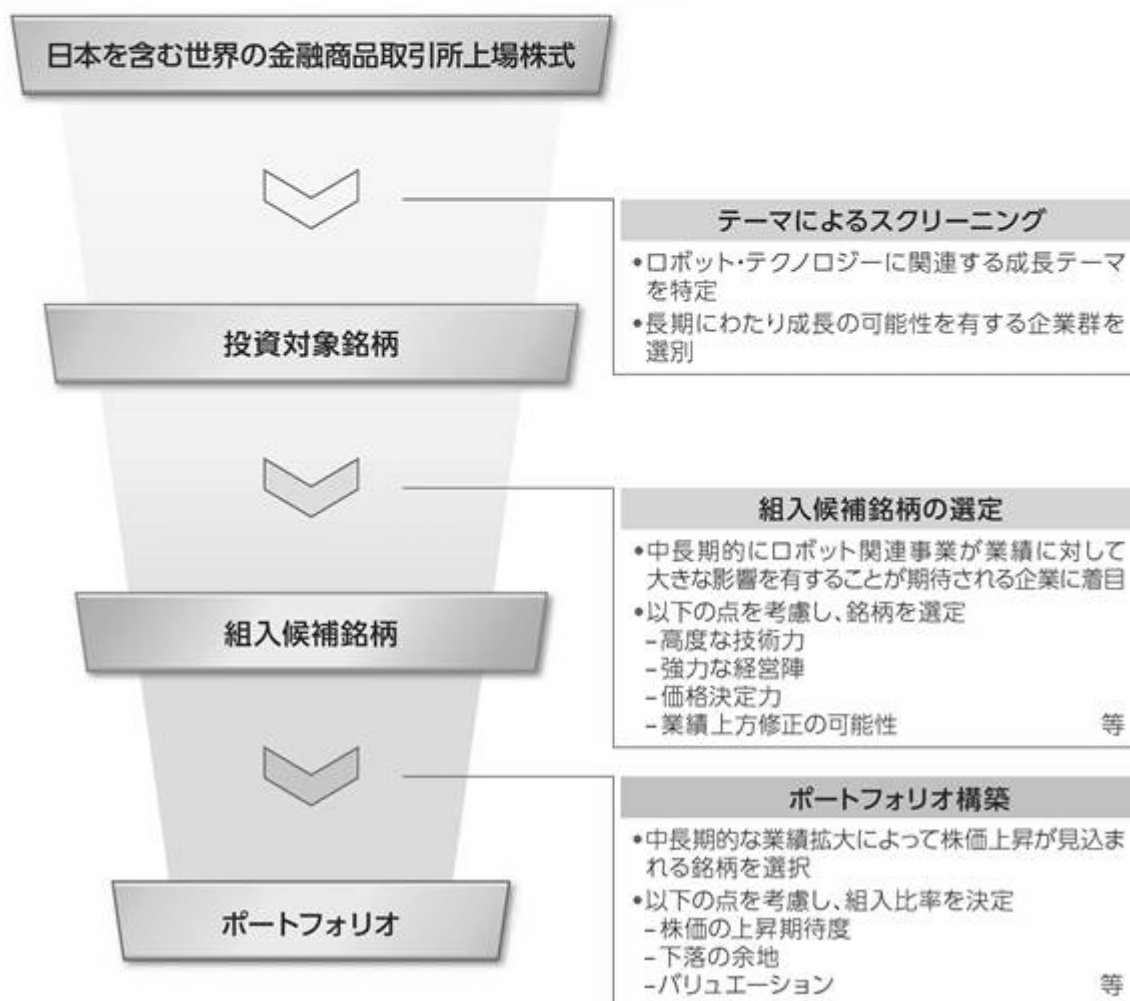 日本を含む世界の金融商品取引所上場株式
テーマによるスクリーニング
•ロボット・テクノロジーに関連する成長テーマ
を特定
•長期にわたり成長の可能性を有する企業群を
選別
投資対象銘柄
組入候補銘柄の選定
•中長期的にロボット関連事業が業績に対して
大きな影響を有することが期待される企業に着目
•以下の点を考慮し、銘柄を選定
–高度な技術力
–強力な経営陣
–価格決定力
–業績上方修正の可能性 等
組入候補銘柄
ポートフォリオ構築
•中長期的な業績拡大によって株価上昇が見込ま
れる銘柄を選択
•以下の点を考慮し、組入比率を決定
–株価の上昇期待度
–下落の余地
–バリュエーション 等
ポートフォリオ